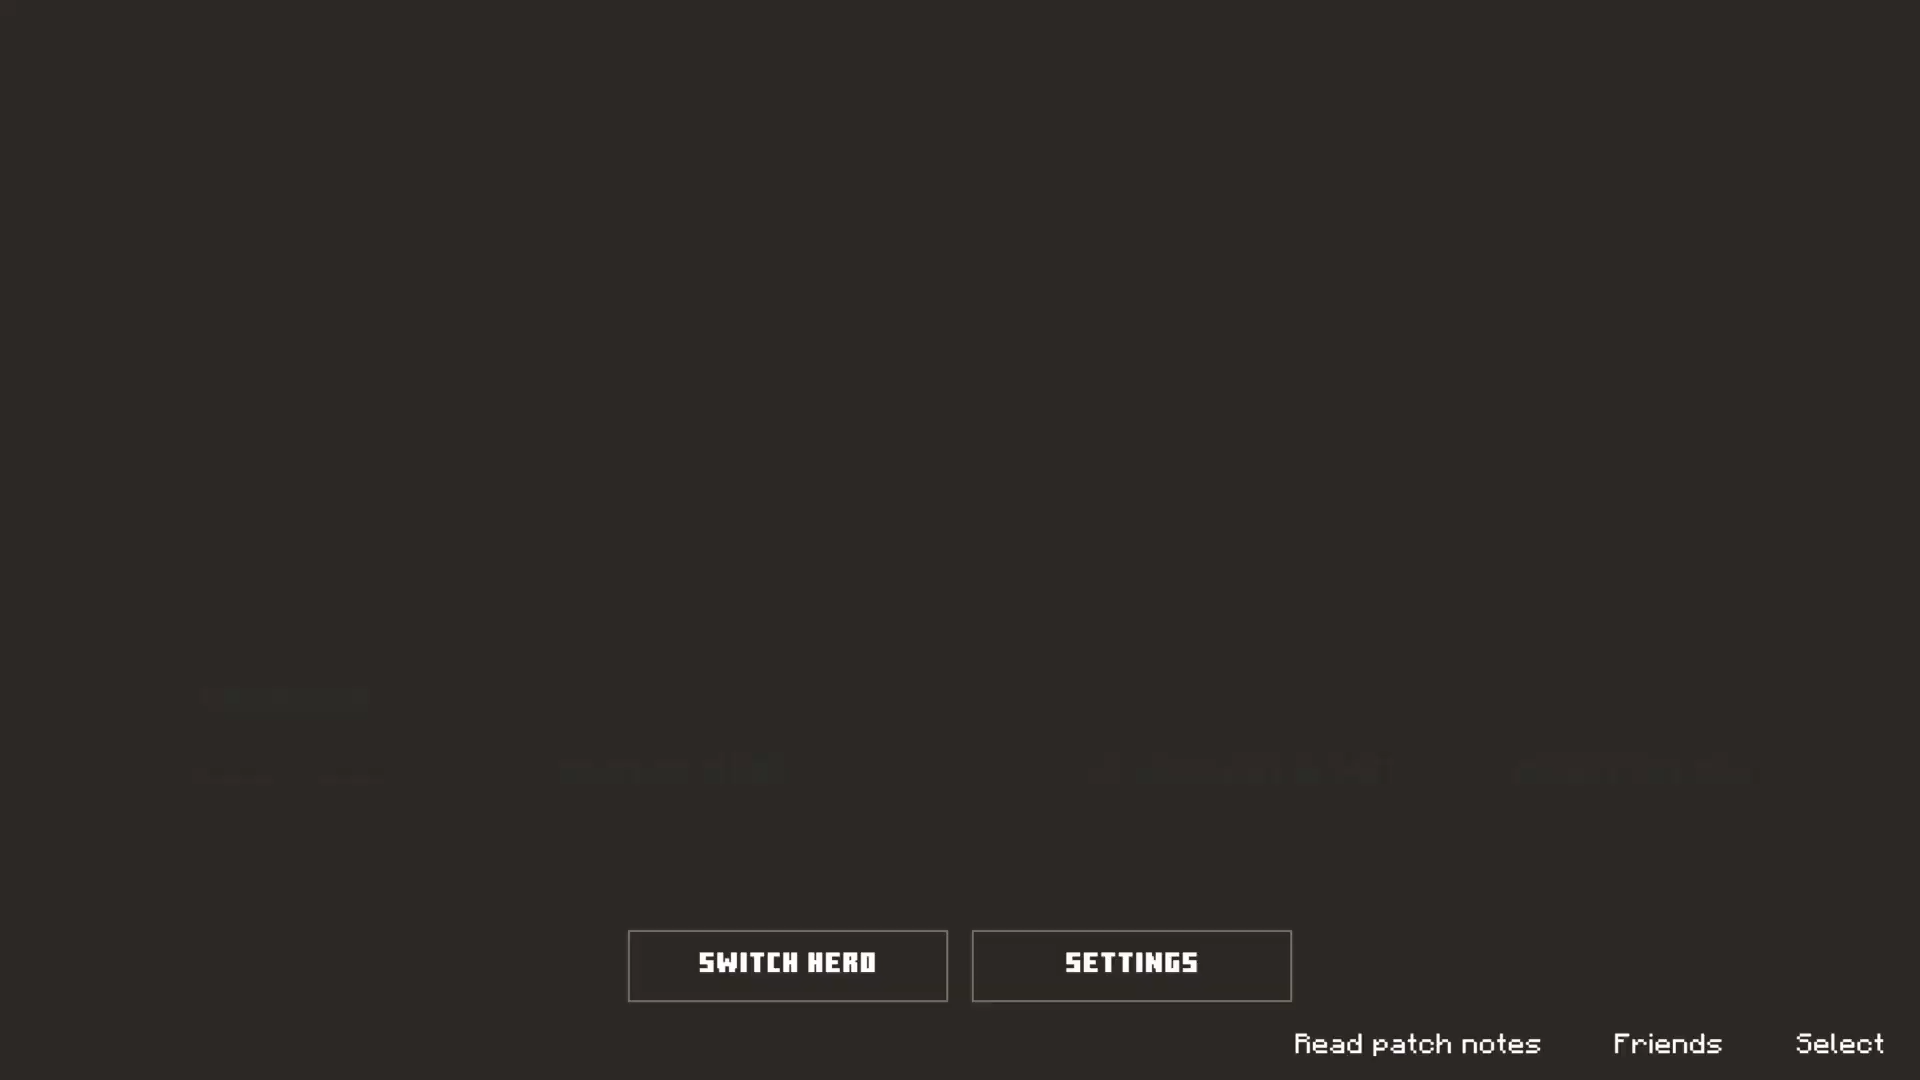 SWITCH HERO
SETTINGS
Read patch notes
Friends
Select